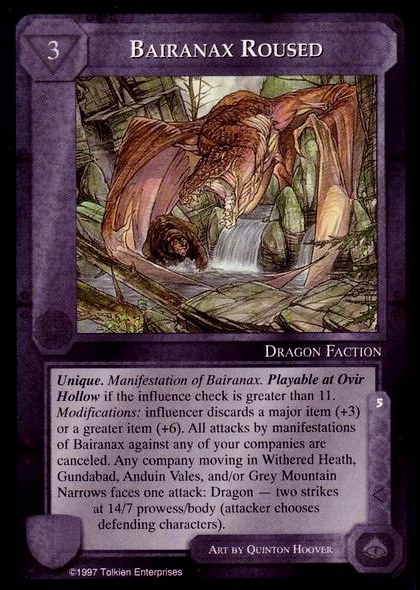 3
BAIRANAX ROUSED
DRAGON FACTION
Unique. Manifestation of Bairanax. Playable at Ovir
Hollow if the influence check is greater than 11.
Modifications: influencer discards a major item (+3)
or a greater item (+6). All attacks by manifestations
of Bairanax against any of your companies are
canceled. Any company moving in Withered Heath,
Gundabad, Anduin Vales, and/or Grey Mountain
Narrows faces one attack: Dragon — two strikes
at 14/7 prowess/body (attacker chooses
defending characters).
5
ART BY QUINTON HOOVER
©1997 Tolkien Enterprises